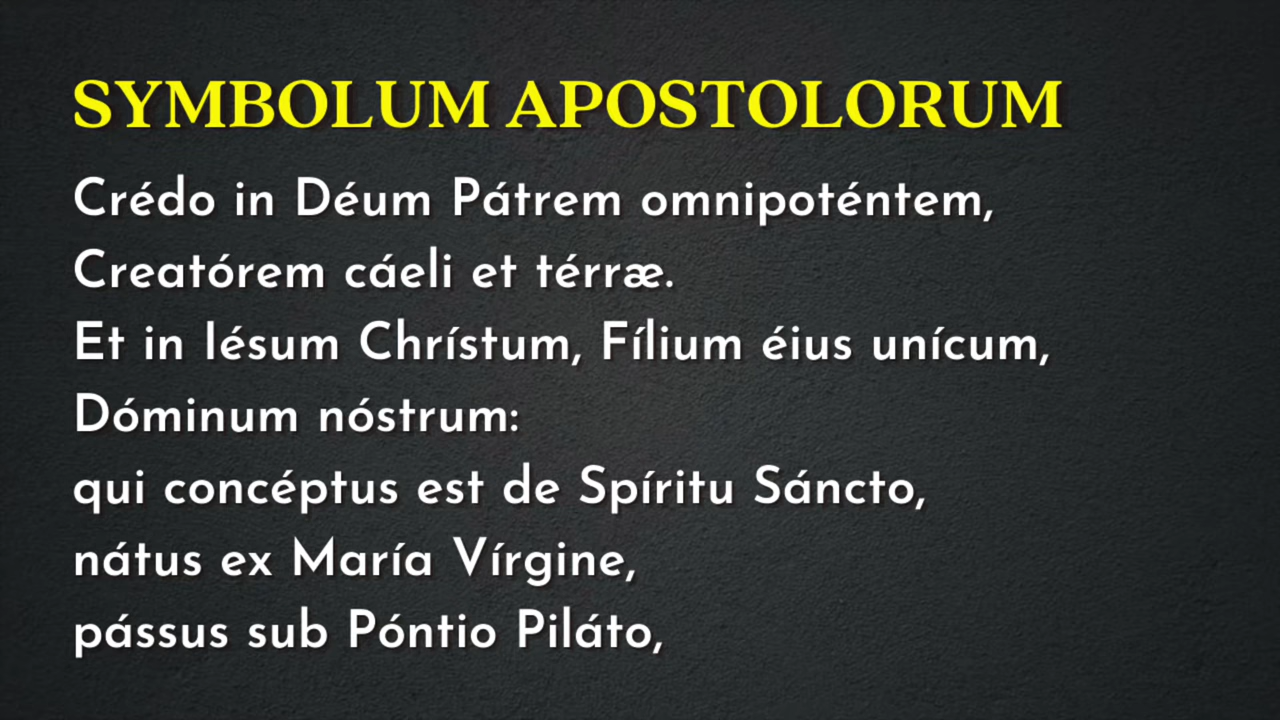 SYMBOLUM APOSTOLORUM
Crédo in Déum Pátrem omnipoténtem,
Creatórem cáeli et térræ.
Et in Iésum Chrístum, Fílium éius unícum,
Dóminum nóstrum:
qui concéptus est de Spíritu Sáncto,
nátus ex María Vírgine,
pássus sub Póntio Piláto,